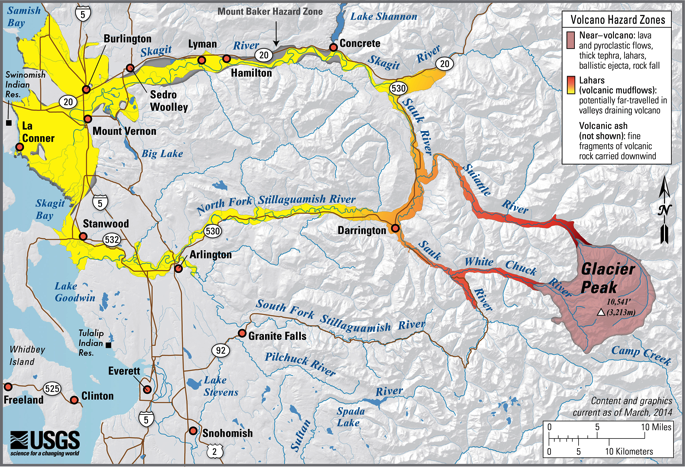 Samish
Bay
5
Mount Baker Hazard Zone
Lake Shannon
Burlington
Lyman
Skagit
River
20
Concrete
Hamilton
Skagit
River
20
Swinomish
Indian
Res.
20
Sedro
Woolley
530
La
Conner
Mount Vernon
Sauk River
Big Lake
Suiattle
River
Skagit
Bay
5
North Fork Stillaguamish River
Stanwood
532
530
Darrington
Arlington
Sauk
River
White Chuck
River
Glacier
Peak
10,541'
(3,213m)
Lake
Goodwin
South Fork Stillaguamish River
Tulalip
Indian
Res.
Granite Falls
92
Camp Creek
Whidbey
Island
Pilchuck River
Everett
Lake
Stevens
River
525
Freeland
Clinton
Spada
Lake
Sultan
5
Snohomish
2
Volcano Hazard Zones
Near–volcano: lava
and pyroclastic flows,
thick tephra, lahars,
ballistic ejecta, rock fall
Lahars
(volcanic mudflows):
potentially far-travelled in
valleys draining volcano
Volcanic ash
(not shown): fine
fragments of volcanic
rock carried downwind
N
Content and graphics
current as of March, 2014
0 5 10 Miles
0 5 10 Kilometers
USGS
science for a changing world